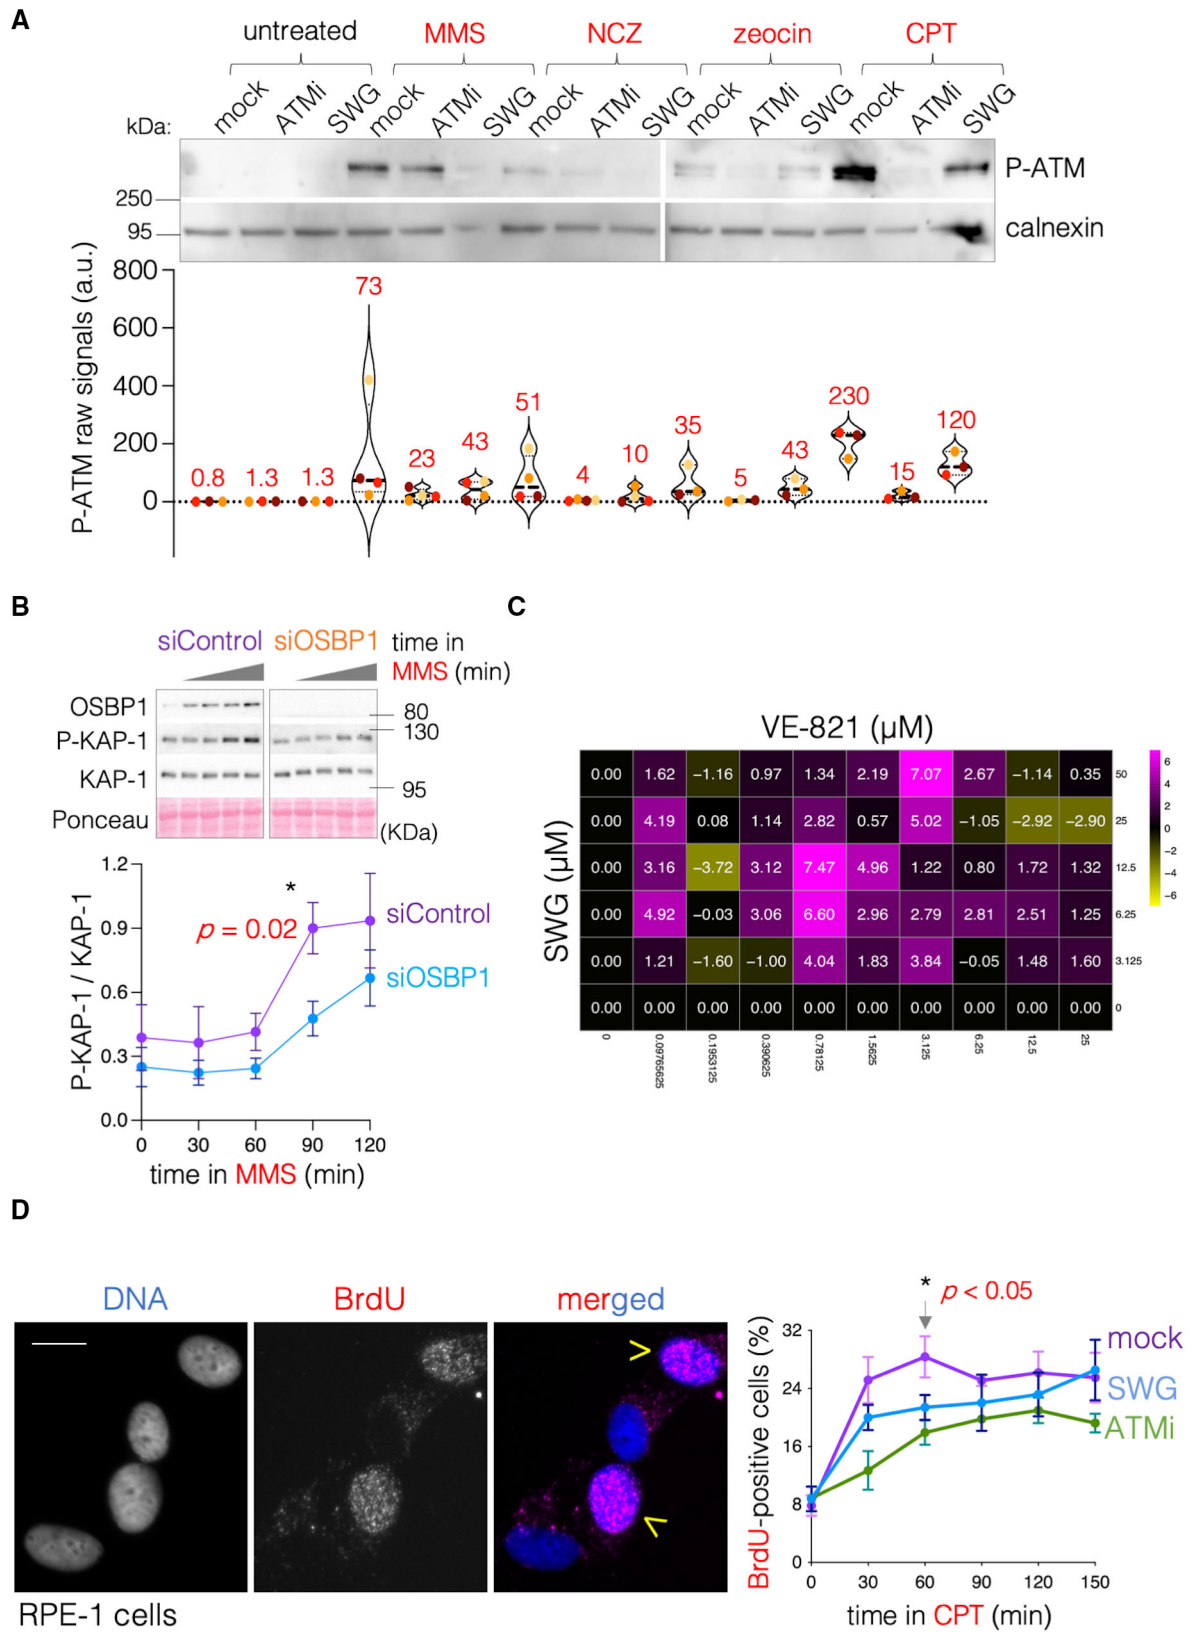 A
untreated MMS NCZ zeocin CPT
mock ATMi SWG mock ATMi SWG mock ATMi SWG mock ATMi SWG mock ATMi SWG
kDa:
P-ATM
250
95
calnexin
P-ATM raw signals (a.u.)
800
600
400
200
0
0.8 1.3 1.3 73 23 43 51 4 10 35 5 43 230 15 120
B
siControl siOSBP1 time in
MMS (min)
OSBP1
80
130
P-KAP-1
KAP-1
95
Ponceau
(KDa)
P-KAP-1 / KAP-1
1.2
0.9
0.6
0.3
0.0
*
p = 0.02
siControl
siOSBP1
0 30 60 90 120
time in MMS (min)
C
VE-821 (μM)
SWG (μM)
0.00 1.62 −1.16 0.97 1.34 2.19 7.07 2.67 −1.14 0.35 50
0.00 4.19 0.08 1.14 2.82 0.57 5.02 −1.05 −2.92 −2.90 25
0.00 3.16 −3.72 3.12 7.47 4.96 1.22 0.80 1.72 1.32 12.5
0.00 4.92 −0.03 3.06 6.60 2.96 2.79 2.81 2.51 1.25 6.25
0.00 1.21 −1.60 −1.00 4.04 1.83 3.84 −0.05 1.48 1.60 3.125
0.00 0.00 0.00 0.00 0.00 0.00 0.00 0.00 0.00 0.00 0
0 0.09765625 0.1953125 0.390625 0.78125 1.5625 3.125 6.25 12.5 25
6
4
2
0
−2
−4
−6
D
DNA BrdU merged
> <
RPE-1 cells
BrdU-positive cells (%)
32
24
16
8
0
*
p < 0.05
mock
SWG
ATMi
0 30 60 90 120 150
time in CPT (min)